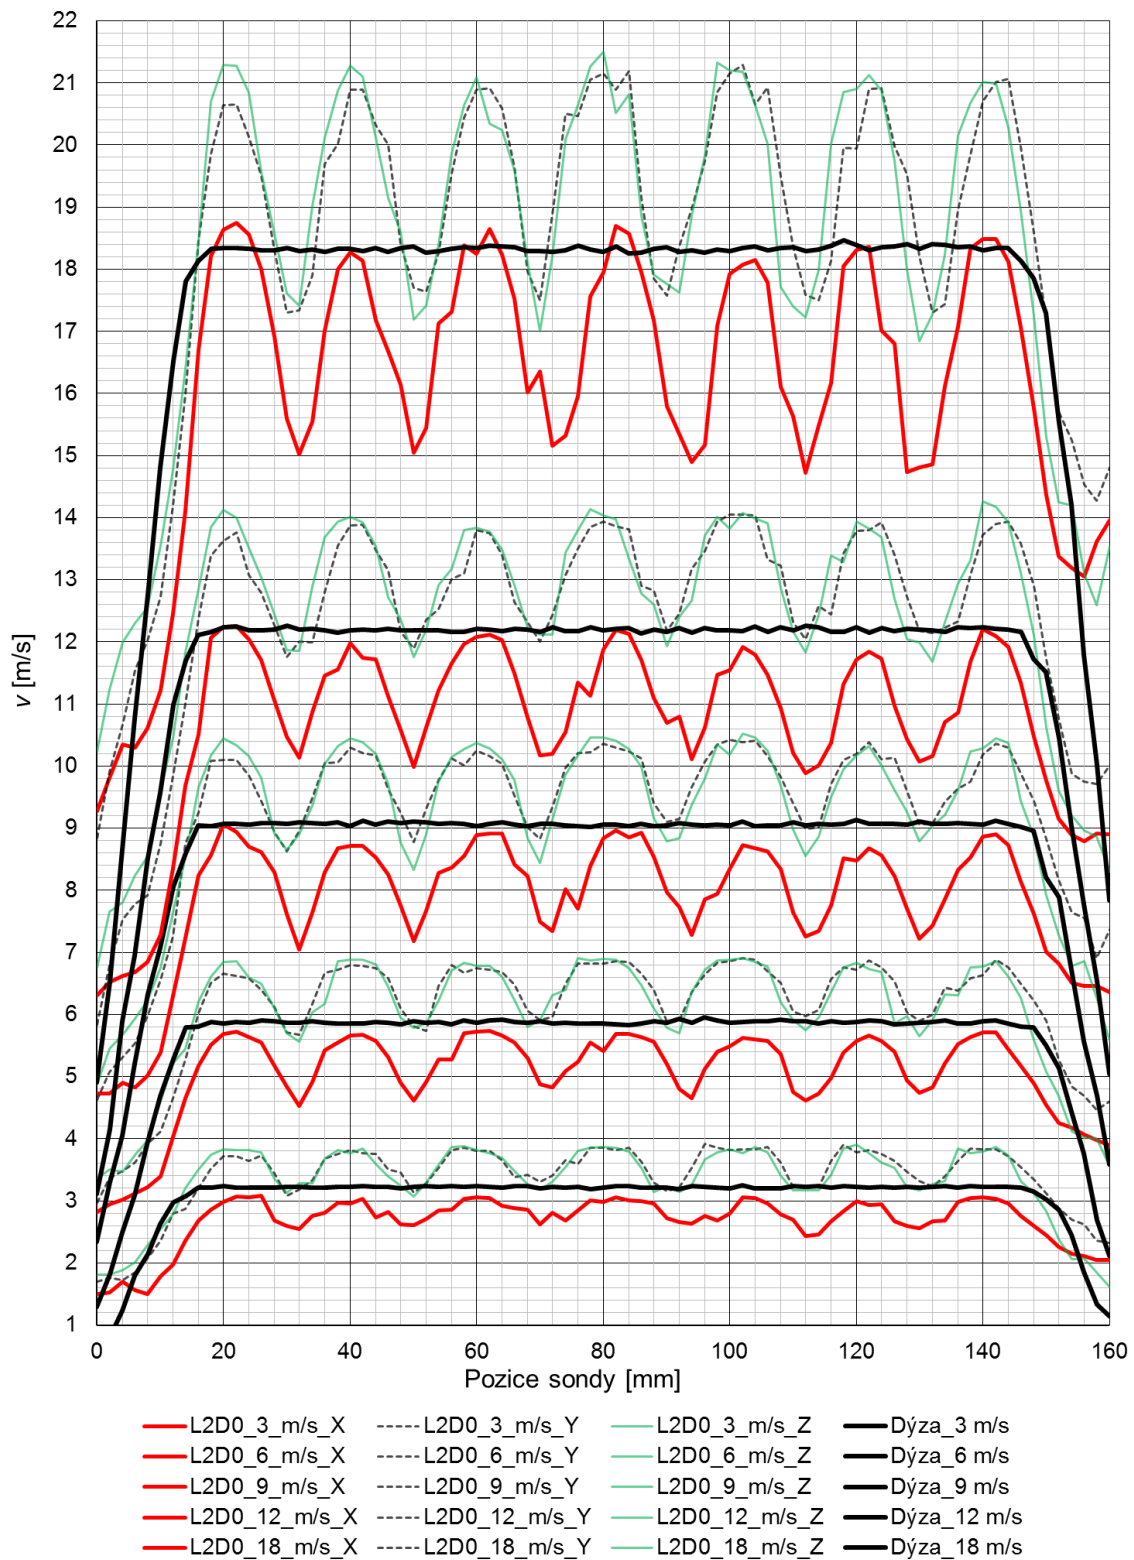 22
21
20
19
18
17
16
15
14
13
12
11
10
9
8
7
6
5
4
3
2
1
v [m/s]
0 20 40 60 80 100 120 140 160
Pozice sondy [mm]
L2D0_3_m/s_X L2D0_3_m/s_Y L2D0_3_m/s_Z Dýza_3 m/s
L2D0_6_m/s_X L2D0_6_m/s_Y L2D0_6_m/s_Z Dýza_6 m/s
L2D0_9_m/s_X L2D0_9_m/s_Y L2D0_9_m/s_Z Dýza_9 m/s
L2D0_12_m/s_X L2D0_12_m/s_Y L2D0_12_m/s_Z Dýza_12 m/s
L2D0_18_m/s_X L2D0_18_m/s_Y L2D0_18_m/s_Z Dýza_18 m/s